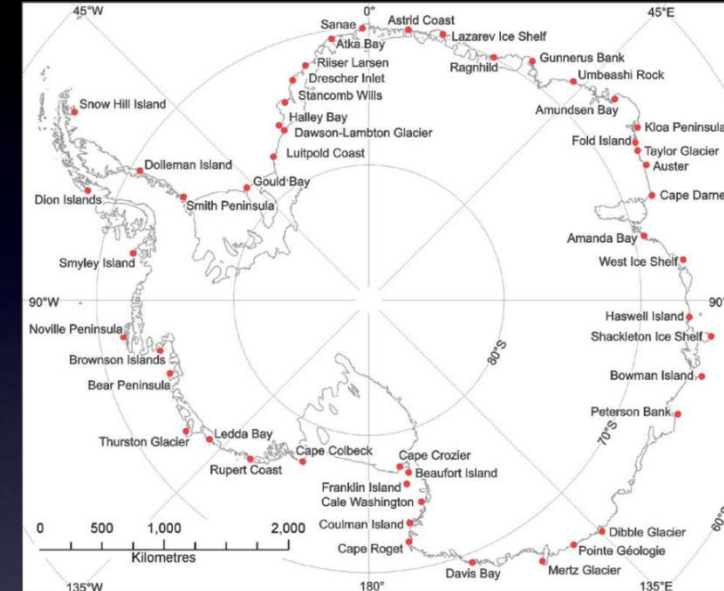 45°W
0°
45°E
Sanae
Astrid Coast
Atka Bay
Lazarev Ice Shelf
Riiser Larsen
Ragnhild
Gunnerus Bank
Drescher Inlet
Umbeashi Rock
Stancomb Wills
Amundsen Bay
Snow Hill Island
Halley Bay
Kloa Peninsula
Dawson-Lambton Glacier
Fold Island
Taylor Glacier
Luitpold Coast
Auster
Dolleman Island
Gould Bay
Dion Islands
Smith Peninsula
Cape Darne
Amanda Bay
Smyley Island
West Ice Shelf
90°W
90°
Haswell Island
Noville Peninsula
Shackleton Ice Shelf
80°S
Brownson Islands
Bear Peninsula
Bowman Island
Peterson Bank
70°S
Thurston Glacier
Ledda Bay
Cape Colbeck
Cape Crozier
Rupert Coast
Beaufort Island
Franklin Island
Cale Washington
60°
0
500
1,000
2,000
Coulman Island
Dibble Glacier
Kilometres
Cape Roget
Pointe Géologie
Davis Bay
Mertz Glacier
135°W
180°
135°E